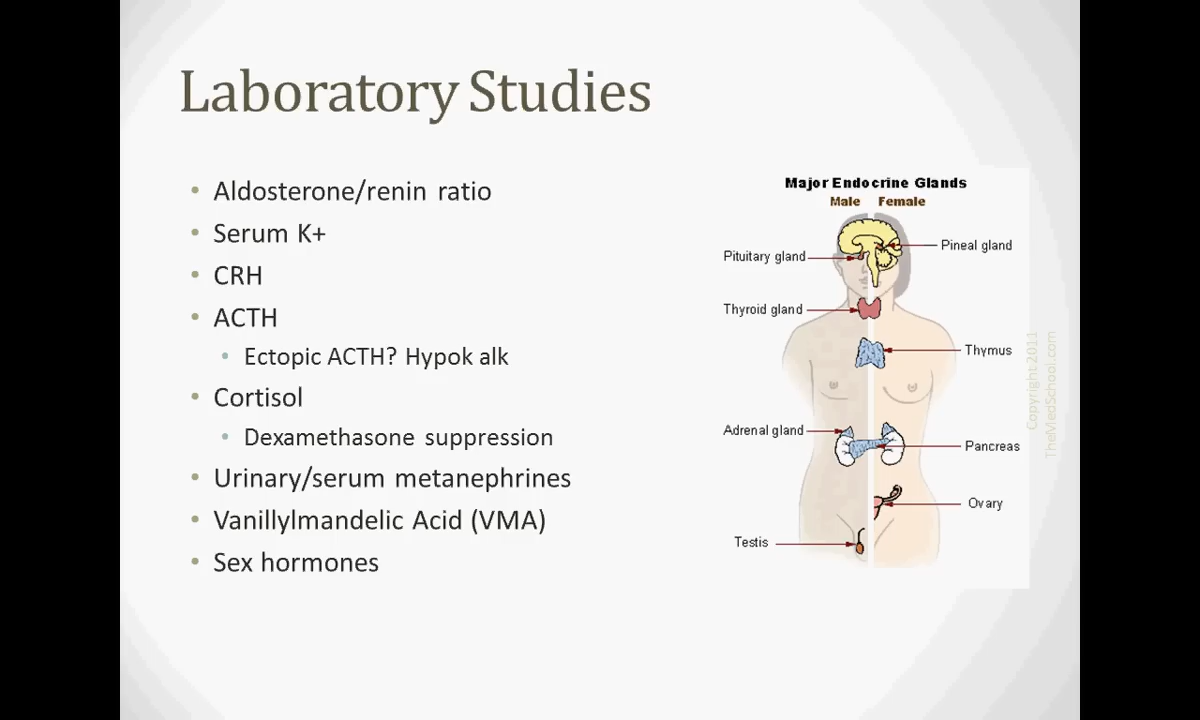 Laboratory Studies
• Aldosterone/renin ratio
• Serum K+
• CRH
• ACTH
• Ectopic ACTH? Hypok alk
• Cortisol
• Dexamethasone suppression
• Urinary/serum metanephrines
• Vanillylmandelic Acid (VMA)
• Sex hormones
Major Endocrine Glands
Male Female
Pineal gland
Pituitary gland
Thyroid gland
Thymus
Adrenal gland
Pancreas
Ovary
Testis
Copyright 2011
TheMedSchool.com